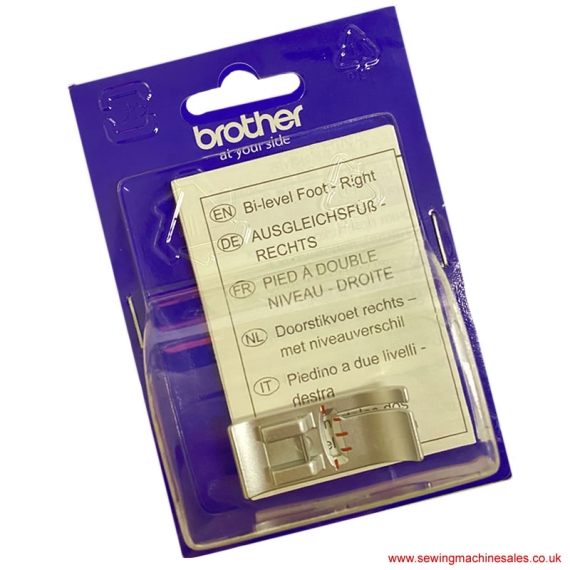 brother
at your side
EN Bi-level Foot - Right
DE AUSGLEICHSFUß -
RECHTS
FR PIED À DOUBLE
NIVEAU - DROITE
NL Doorstikvoet rechts –
met niveauverschil
IT Piedino a due livelli -
destra
dos
www.sewingmachinesales.co.uk